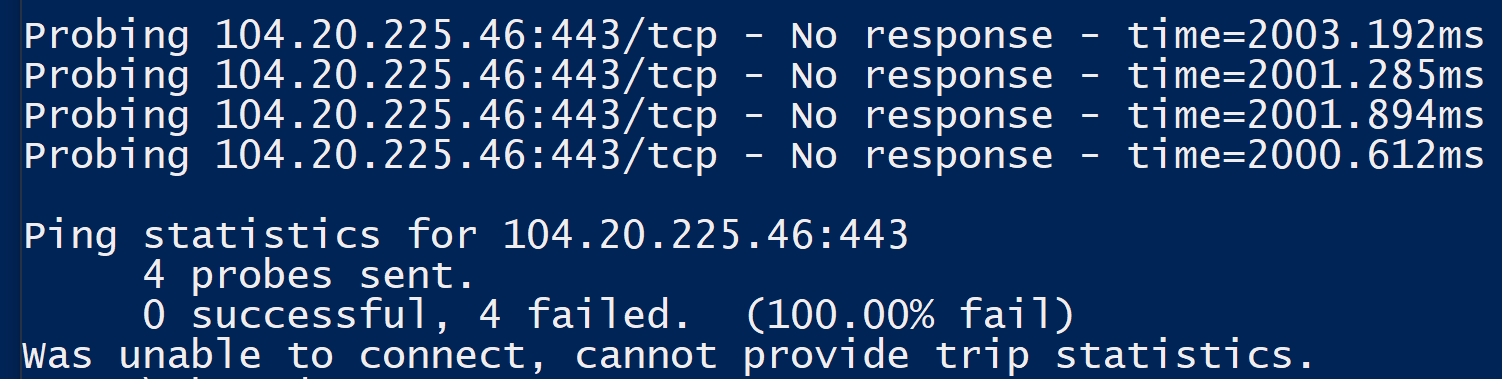 Probing 104.20.225.46:443/tcp - No response - time=2003.192ms
Probing 104.20.225.46:443/tcp - No response - time=2001.285ms
Probing 104.20.225.46:443/tcp - No response - time=2001.894ms
Probing 104.20.225.46:443/tcp - No response - time=2000.612ms
Ping statistics for 104.20.225.46:443
4 probes sent.
0 successful, 4 failed. (100.00% fail)
Was unable to connect, cannot provide trip statistics.